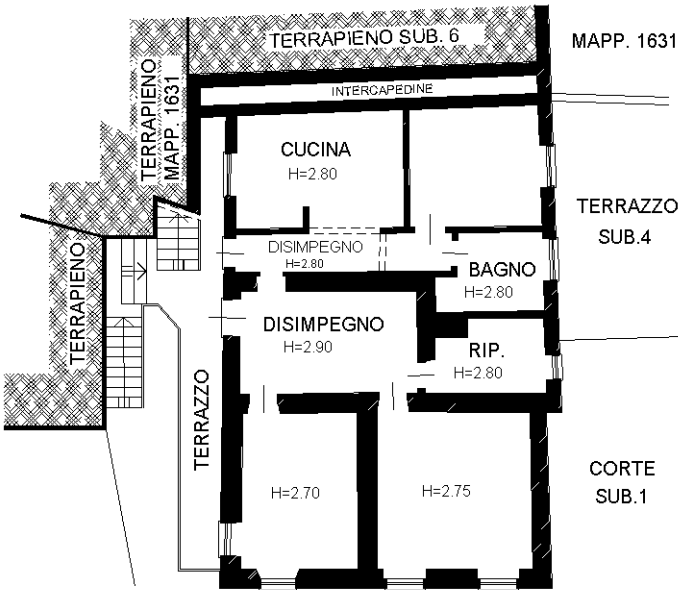 TERRAPIENO SUB. 6
MAPP. 1631
TERRAPIENO
MAPP. 1631
INTERCAPEDINE
CUCINA
H=2.80
TERRAZZO
SUB.4
DISIMPEGNO
H=2.80
BAGNO
H=2.80
TERRAPIENO
DISIMPEGNO
H=2.90
RIP.
H=2.80
TERRAZZO
H=2.70
H=2.75
CORTE
SUB.1